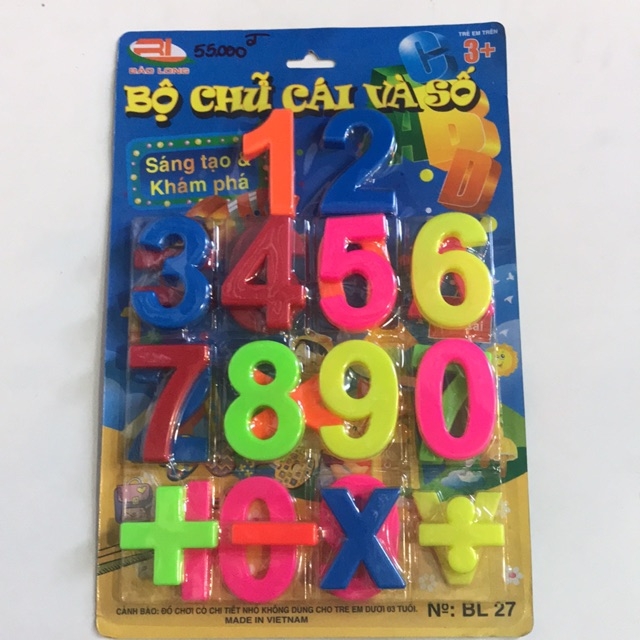 BL
BẢO LONG
55.000đ
TRẺ EM TRÊN
3+
BỘ CHỮ CÁI VÀ SỐ
Sáng tạo &
Khám phá
C
A B D
D
1 2
3 4 5 6
7 8 9 0
+ - x ÷
CẢNH BÁO: ĐỒ CHƠI CÓ CHI TIẾT NHỎ KHÔNG DÙNG CHO TRẺ EM DƯỚI 03 TUỔI.
MADE IN VIETNAM
Nº: BL 27